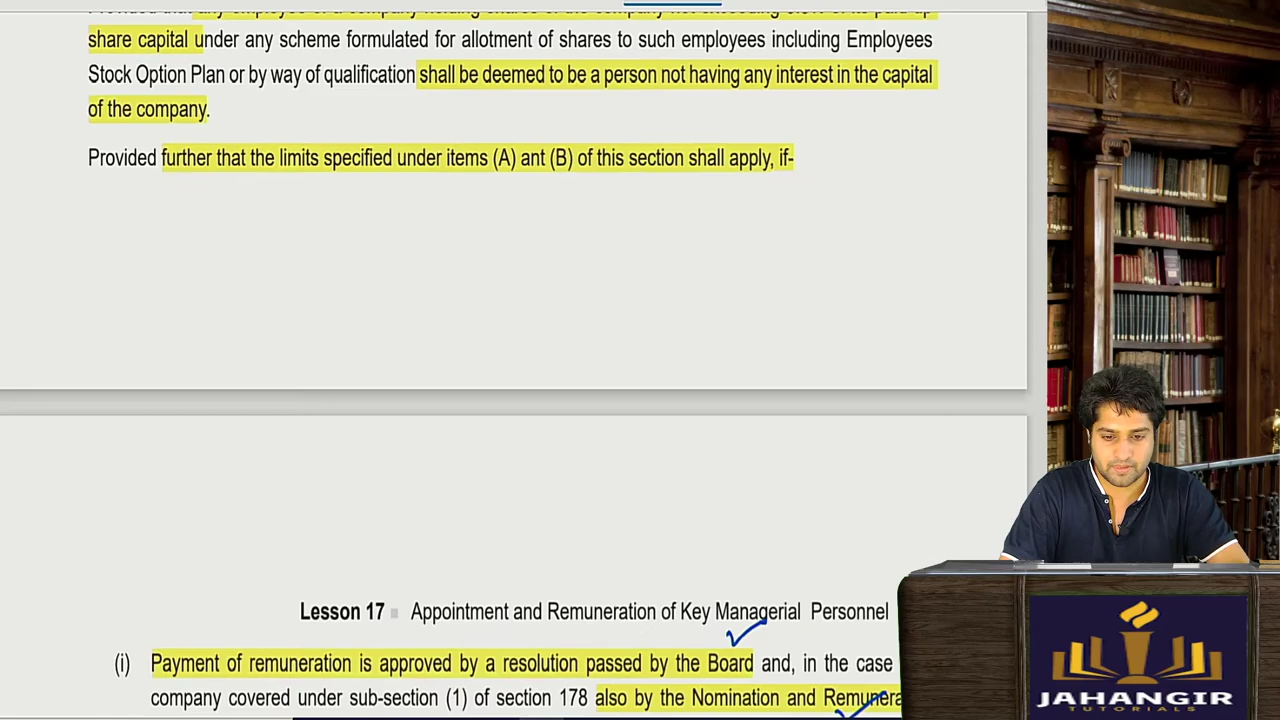 share capital under any scheme formulated for allotment of shares to such employees including Employees
Stock Option Plan or by way of qualification shall be deemed to be a person not having any interest in the capital
of the company.
Provided further that the limits specified under items (A) ant (B) of this section shall apply, if-
Lesson 17 ■ Appointment and Remuneration of Key Managerial Personnel
(i) Payment of remuneration is approved by a resolution passed by the Board and, in the case
company covered under sub-section (1) of section 178 also by the Nomination and Remunera
JAHANGIR
TUTORIALS